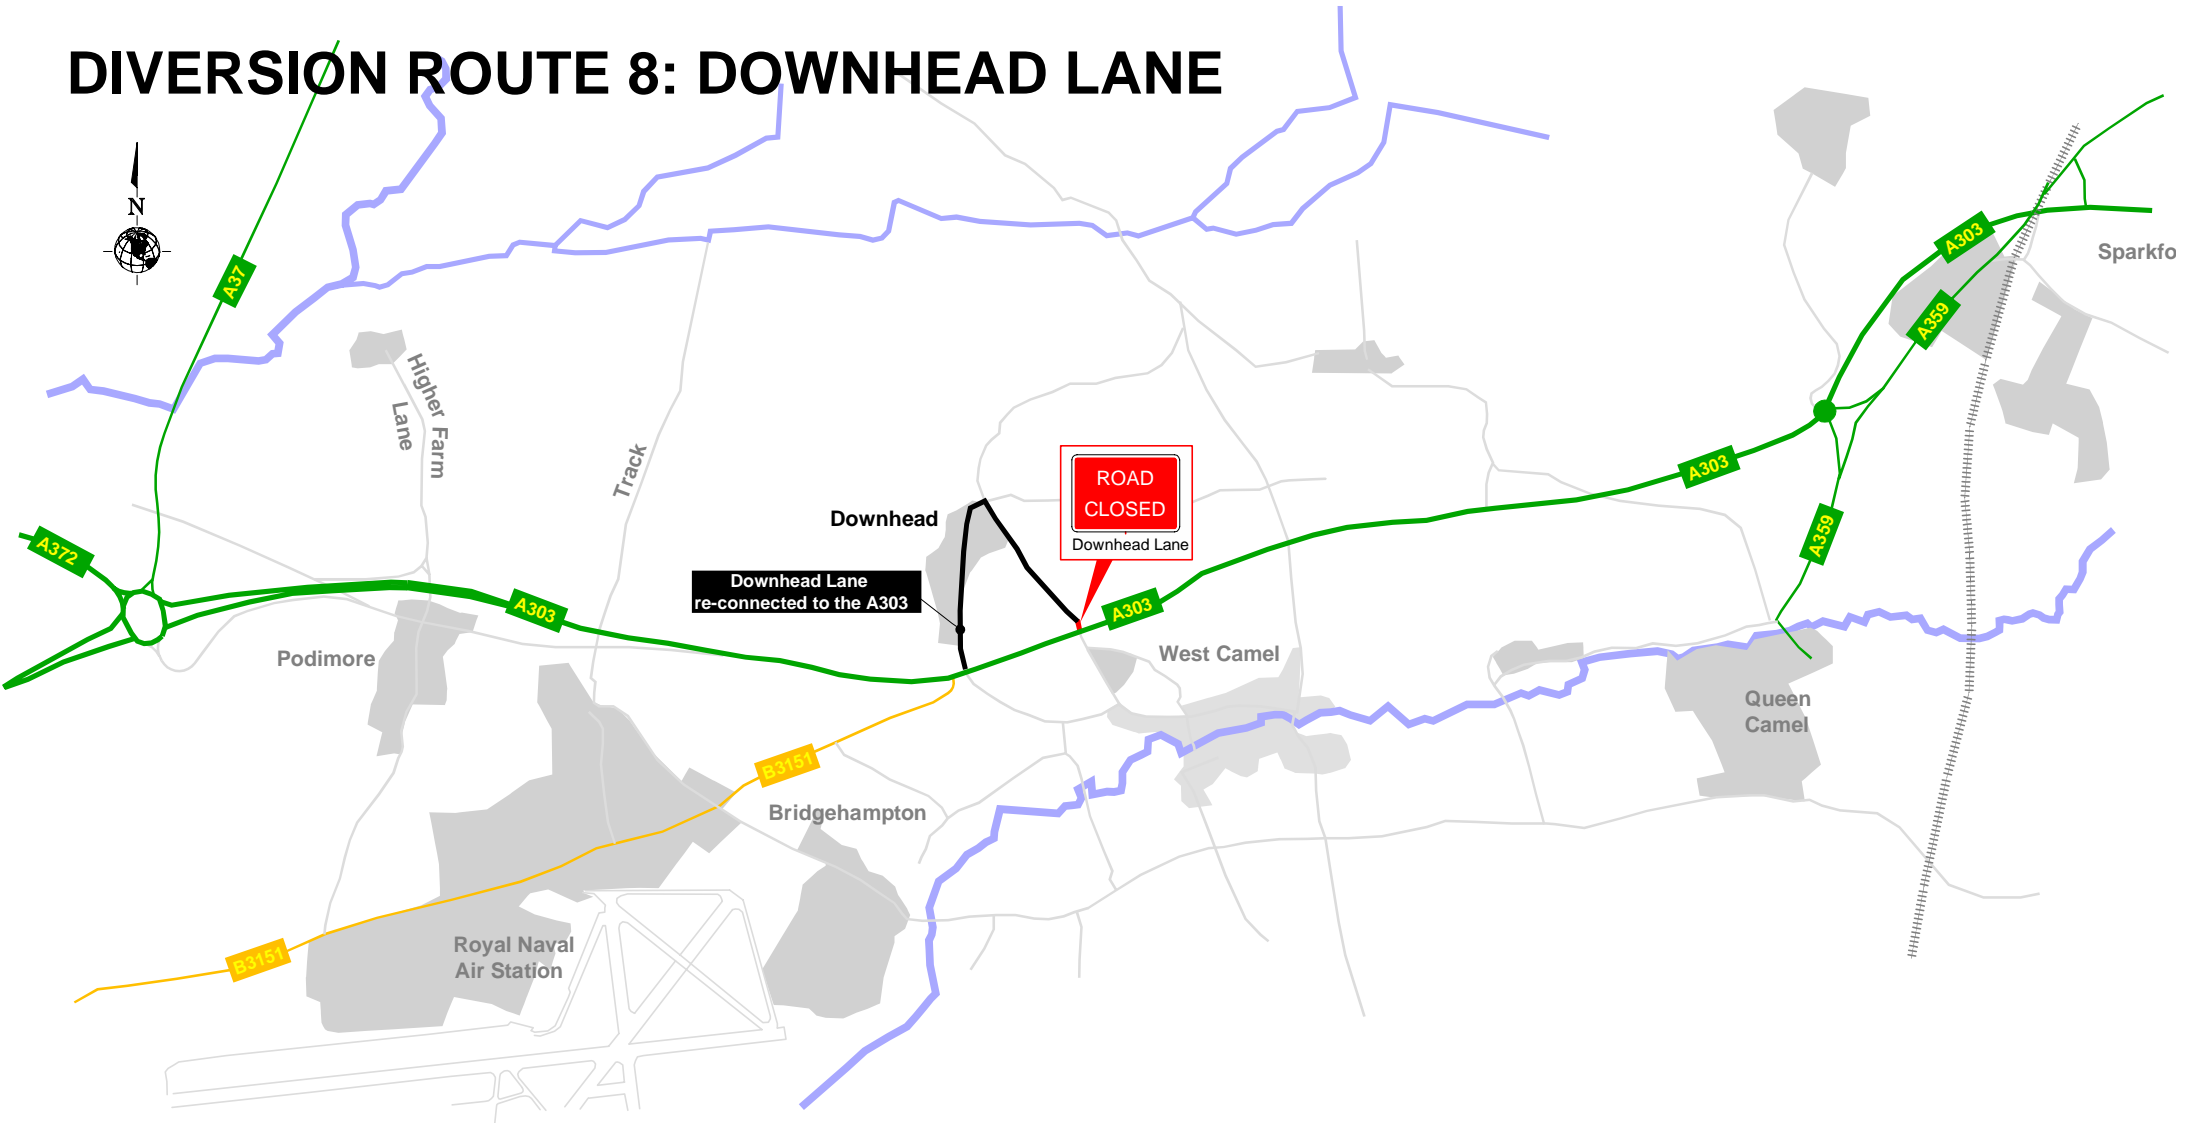 DIVERSION ROUTE 8: DOWNHEAD LANE
N
A37
A303
Sparkfo
A359
Higher Farm
Lane
Track
A303
ROAD
CLOSED
Downhead Lane
Downhead
A372
A359
Downhead Lane
re-connected to the A303
A303
A303
Podimore
West Camel
Queen
Camel
B3151
Bridgehampton
Royal Naval
Air Station
B3151